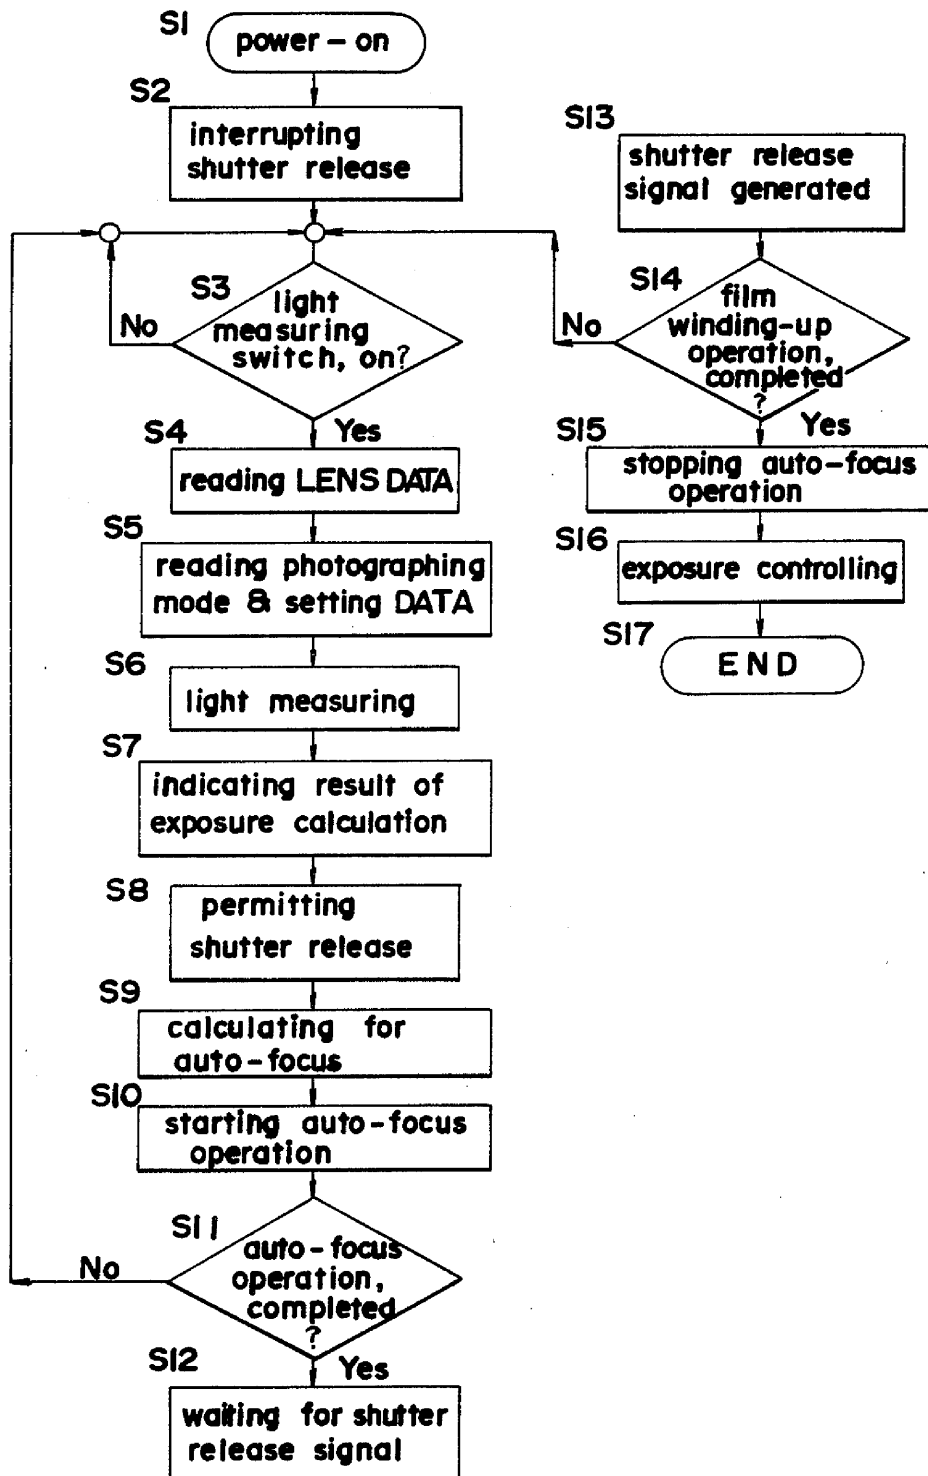 S1
power-on
S2
interrupting
shutter release
S3
light
measuring
switch, on?
No
Yes
S4
reading LENS DATA
S5
reading photographing
mode & setting DATA
S6
light measuring
S7
indicating result of
exposure calculation
S8
permitting
shutter release
S9
calculating for
auto-focus
S10
starting auto-focus
operation
S11
auto-focus
operation,
completed
?
No
Yes
S12
waiting for shutter
release signal
S13
shutter release
signal generated
S14
film
winding-up
operation,
completed
?
No
Yes
S15
stopping auto-focus
operation
S16
exposure controlling
S17
END